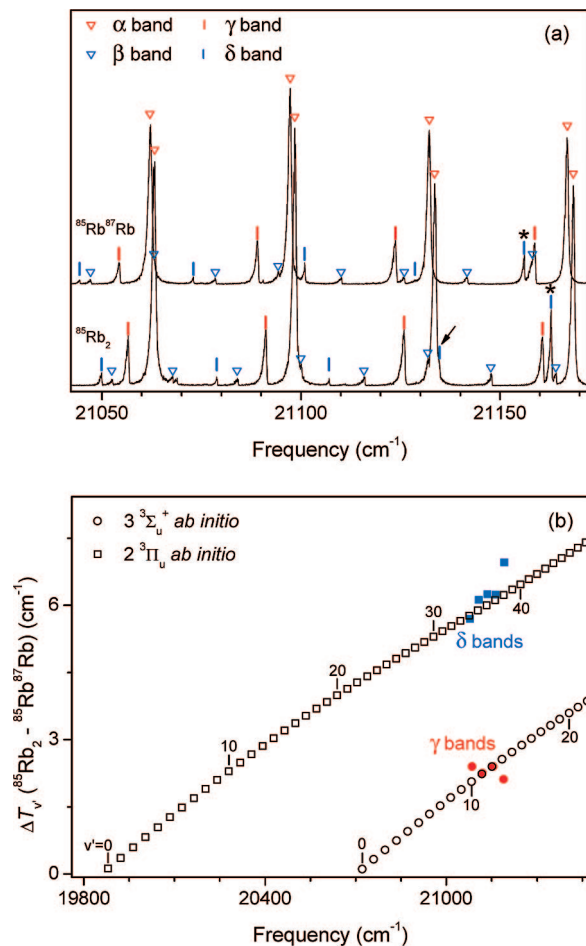 α band γ band (a)
β band δ band
* *
⁸⁵Rb⁸⁷Rb
⁸⁵Rb₂
21050 21100 21150
Frequency (cm⁻¹)
3 ³Σᵤ⁺ ab initio (b)
2 ³Πᵤ ab initio
ΔTᵥ' (⁸⁵Rb₂ - ⁸⁵Rb⁸⁷Rb) (cm⁻¹)
6
3
0
30 40
δ bands
20
γ bands 20
10 10
v'=0 0
19800 20400 21000
Frequency (cm⁻¹)